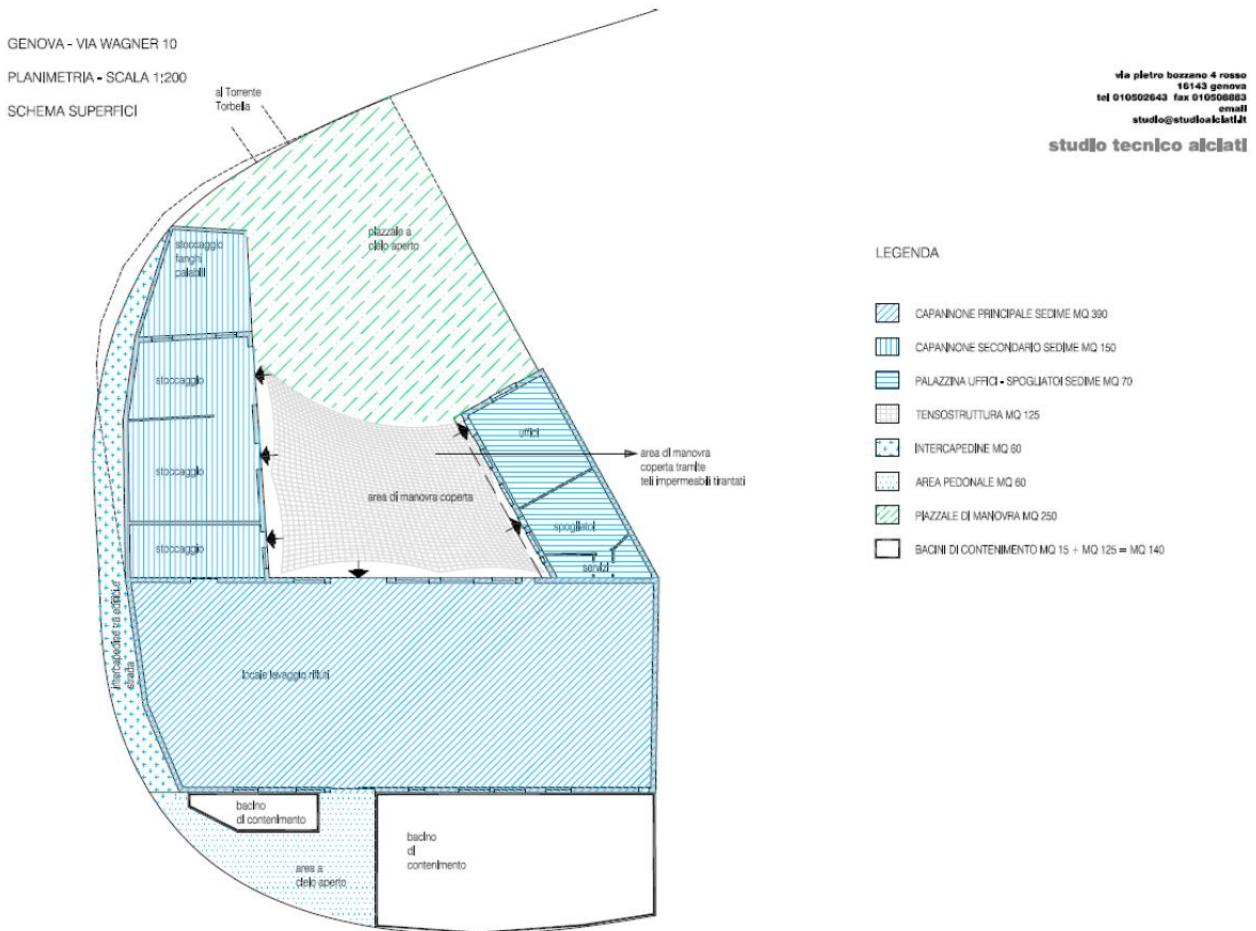 GENOVA - VIA WAGNER 10
PLANIMETRIA - SCALA 1:200
SCHEMA SUPERFICI
via pietro bozzano 4 rosso
16143 genova
tel 010502643 fax 010508883
email
studio@studioalciati.it
studio tecnico alciati
al Torrente
Torbella
piazzale a
cielo aperto
stoccaggio
fanghi
palabili
stoccaggio
stoccaggio
stoccaggio
uffici
spogliatoi
servizi
area di manovra coperta
area di manovra
coperta tramite
teli impermeabili tirantati
intercapedine tra edificio e
strada
locale lavaggio rifiuti
bacino
di contenimento
bacino
di
contenimento
area a
cielo aperto
LEGENDA
CAPANNONE PRINCIPALE SEDIME MQ 390
CAPANNONE SECONDARIO SEDIME MQ 150
PALAZZINA UFFICI - SPOGLIATOI SEDIME MQ 70
TENSOSTRUTTURA MQ 125
INTERCAPEDINE MQ 60
AREA PEDONALE MQ 60
PIAZZALE DI MANOVRA MQ 250
BACINI DI CONTENIMENTO MQ 15 + MQ 125 = MQ 140